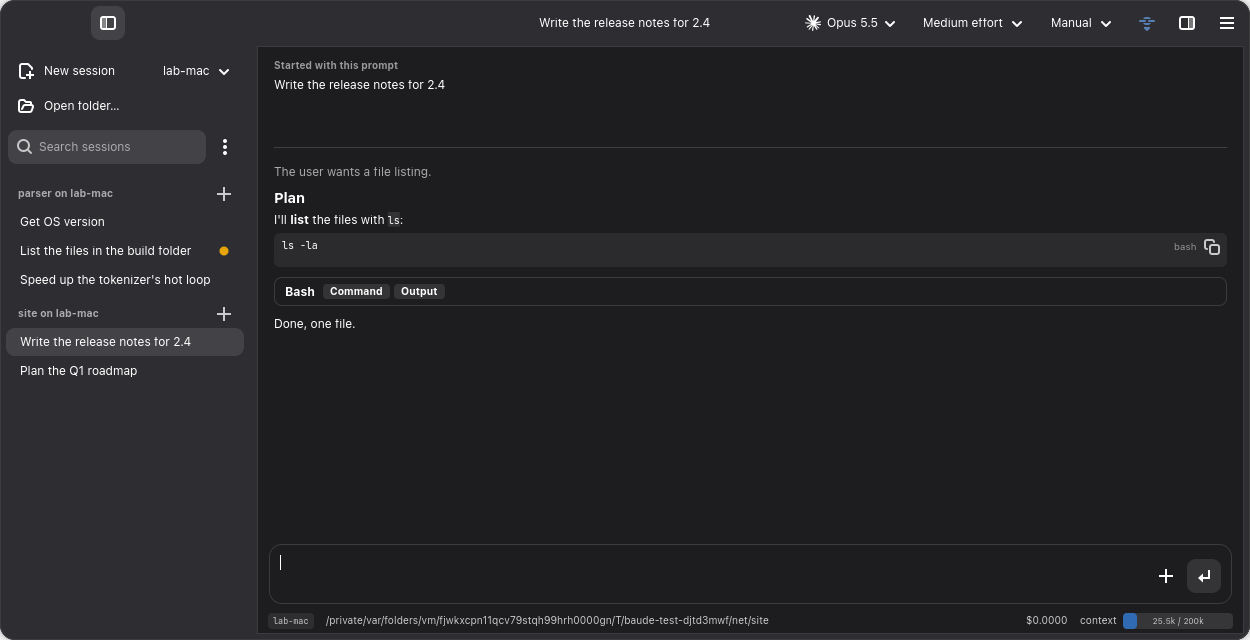 Write the release notes for 2.4
Opus 5.5
Medium effort
Manual
New session
lab-mac
Open folder...
Search sessions
parser on lab-mac
Get OS version
List the files in the build folder
Speed up the tokenizer's hot loop
site on lab-mac
Write the release notes for 2.4
Plan the Q1 roadmap
Started with this prompt
Write the release notes for 2.4
The user wants a file listing.
Plan
I'll list the files with ls:
ls -la
bash
Bash Command Output
Done, one file.
lab-mac /private/var/folders/vm/fjwkxcpn11qcv79stqh99hrh0000gn/T/baude-test-djtd3mwf/net/site
$0.0000 context 25.5k / 200k